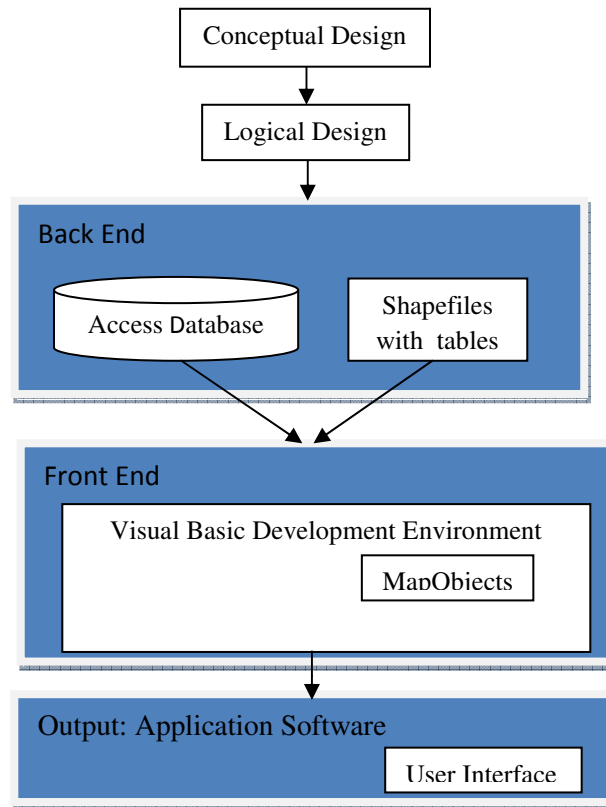 Conceptual Design
Logical Design
Back End
Access Database
Shapefiles
with tables
Front End
Visual Basic Development Environment
MapObjects
Output: Application Software
User Interface